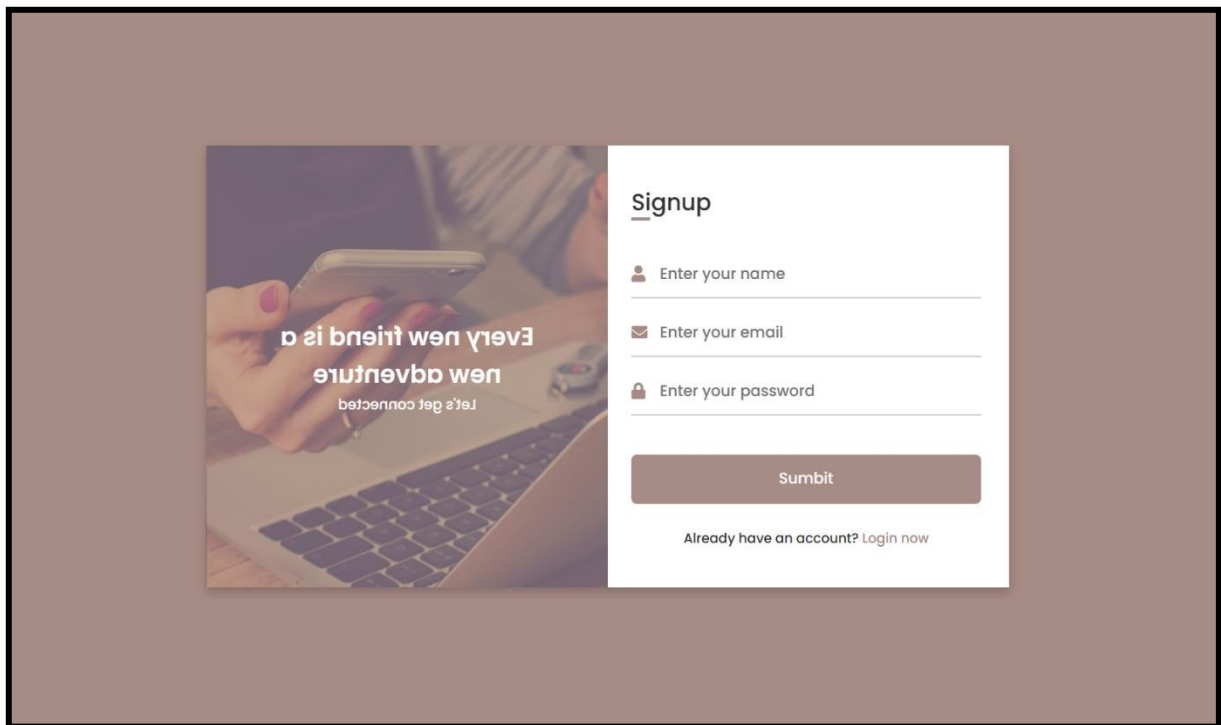 Every new friend is a
new adventure
Let's get connected
Signup
Enter your name
Enter your email
Enter your password
Sumbit
Already have an account? Login now